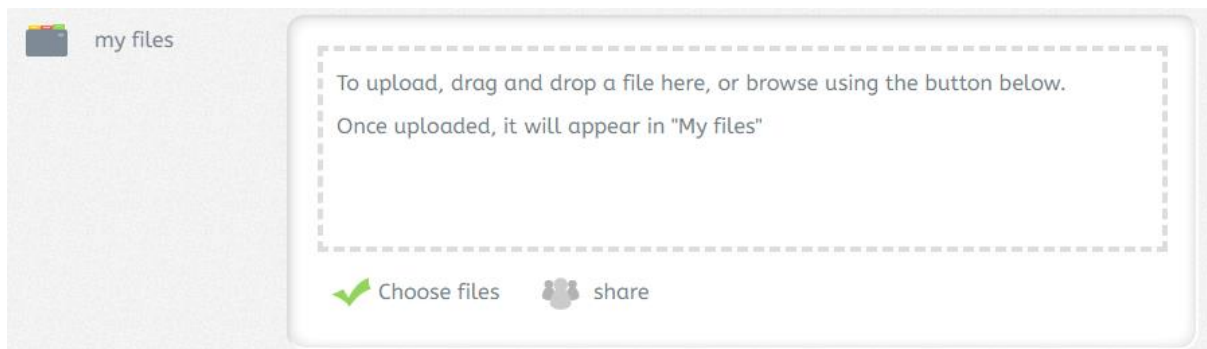 my files
To upload, drag and drop a file here, or browse using the button below.
Once uploaded, it will appear in "My files"
Choose files
share